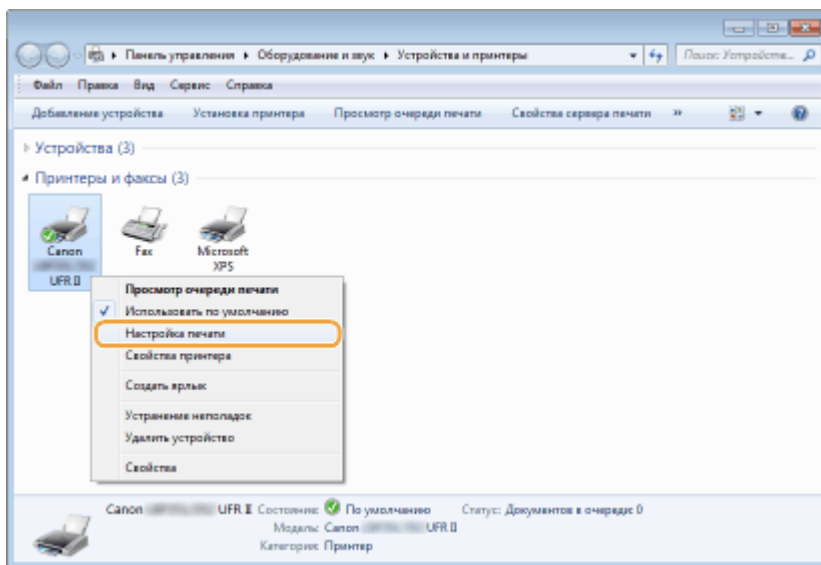 Панель управления ▸ Оборудование и звук ▸ Устройства и принтеры Поиск: Устройств...
Файл Правка Вид Сервис Справка
Добавление устройства Установка принтера Просмотр очереди печати Свойства сервера печати »
Устройства (3)
Принтеры и факсы (3)
Canon
UFR II
Fax
Microsoft
XPS
Просмотр очереди печати
Использовать по умолчанию
Настройка печати
Свойства принтера
Создать ярлык
Устранение неполадок
Удалить устройство
Свойства
Canon UFR II Состояние: По умолчанию Статус: Документов в очереди: 0
Модель: Canon UFR II
Категория: Принтер